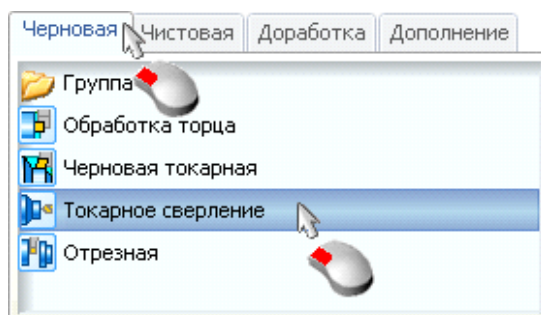 Черновая Чистовая Доработка Дополнение
Группа
Обработка торца
Черновая токарная
Токарное сверление
Отрезная